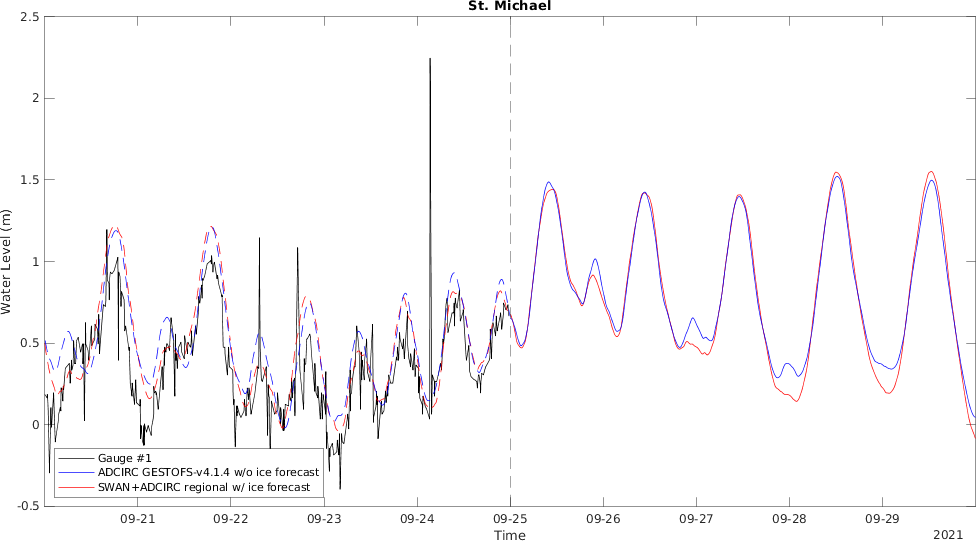 St. Michael
2.5
2
1.5
1
0.5
0
-0.5
Water Level (m)
Gauge #1
ADCIRC GESTOFS-v4.1.4 w/o ice forecast
SWAN+ADCIRC regional w/ ice forecast
09-21 09-22 09-23 09-24 09-25 09-26 09-27 09-28 09-29
Time
2021